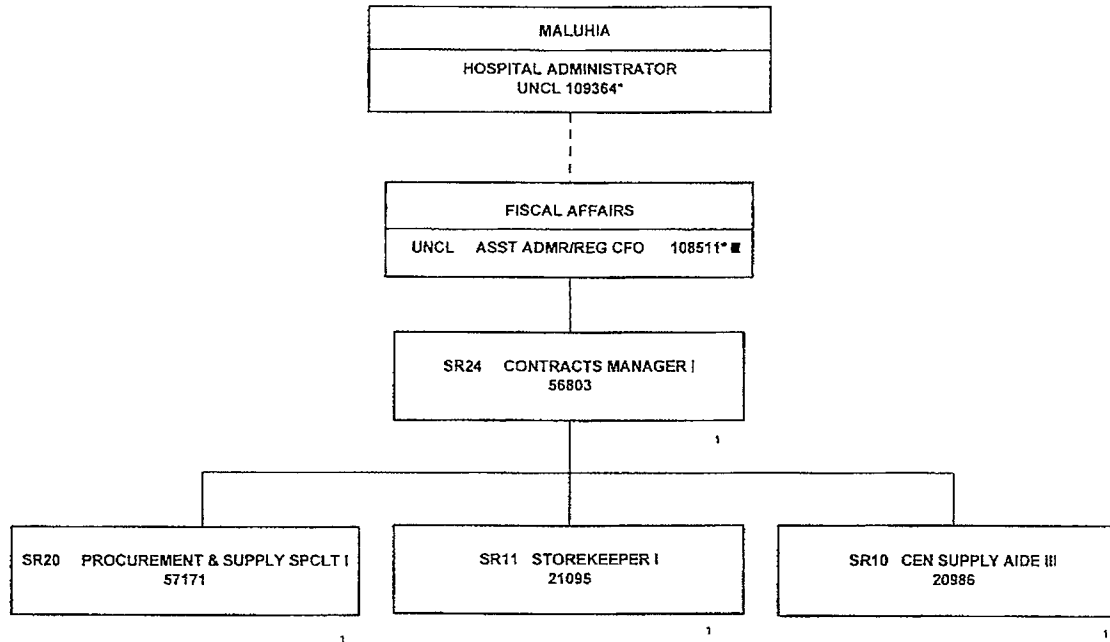 MALUHIA
HOSPITAL ADMINISTRATOR
UNCL 109364*
FISCAL AFFAIRS
UNCL ASST ADMR/REG CFO 108511* ■
SR24 CONTRACTS MANAGER I
56803
1
SR20 PROCUREMENT & SUPPLY SPCLT I
57171
1
SR11 STOREKEEPER I
21095
1
SR10 CEN SUPPLY AIDE III
20986
1